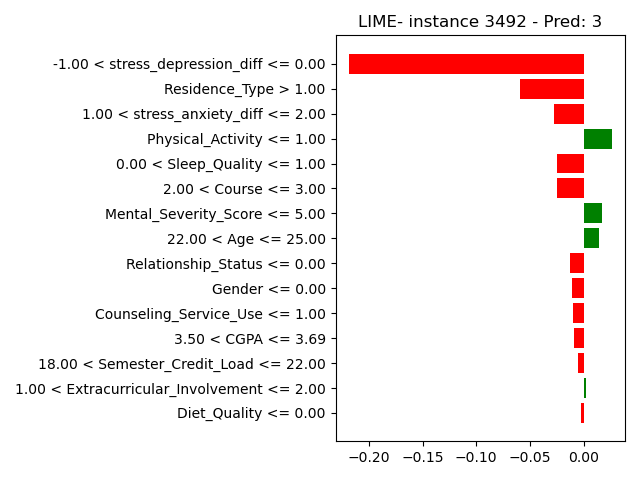 LIME- instance 3492 - Pred: 3
-1.00 < stress_depression_diff <= 0.00
Residence_Type > 1.00
1.00 < stress_anxiety_diff <= 2.00
Physical_Activity <= 1.00
0.00 < Sleep_Quality <= 1.00
2.00 < Course <= 3.00
Mental_Severity_Score <= 5.00
22.00 < Age <= 25.00
Relationship_Status <= 0.00
Gender <= 0.00
Counseling_Service_Use <= 1.00
3.50 < CGPA <= 3.69
18.00 < Semester_Credit_Load <= 22.00
1.00 < Extracurricular_Involvement <= 2.00
Diet_Quality <= 0.00
−0.20 −0.15 −0.10 −0.05 0.00